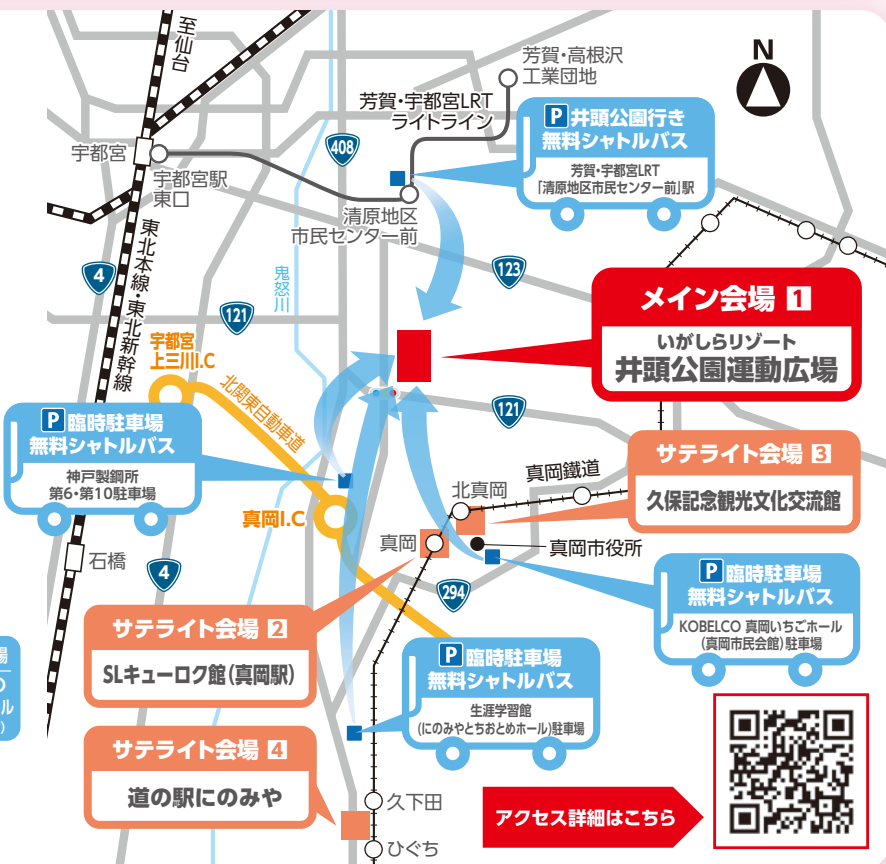 至仙台
芳賀・高根沢
工業団地
N
芳賀・宇都宮LRT
ライトライン
P 井頭公園行き
無料シャトルバス
芳賀・宇都宮LRT
「清原地区市民センター前」駅
408
宇都宮
宇都宮駅
東口
清原地区
市民センター前
東北本線・東北新幹線
4
鬼怒川
123
121
メイン会場 1
いがしらリゾート
井頭公園運動広場
宇都宮
上三川I.C
北関東自動車道
P 臨時駐車場
無料シャトルバス
神戸製鋼所
第6・第10駐車場
121
サテライト会場 3
久保記念観光文化交流館
真岡鐵道
北真岡
真岡I.C
真岡
真岡市役所
石橋
4
294
P 臨時駐車場
無料シャトルバス
KOBELCO 真岡いちごホール
(真岡市民会館)駐車場
サテライト会場 2
SLキューロク館(真岡駅)
P 臨時駐車場
無料シャトルバス
生涯学習館
(にのみやとちおとめホール)駐車場
場
の
ル
)
サテライト会場 4
道の駅にのみや
久下田
ひぐち
アクセス詳細はこちら